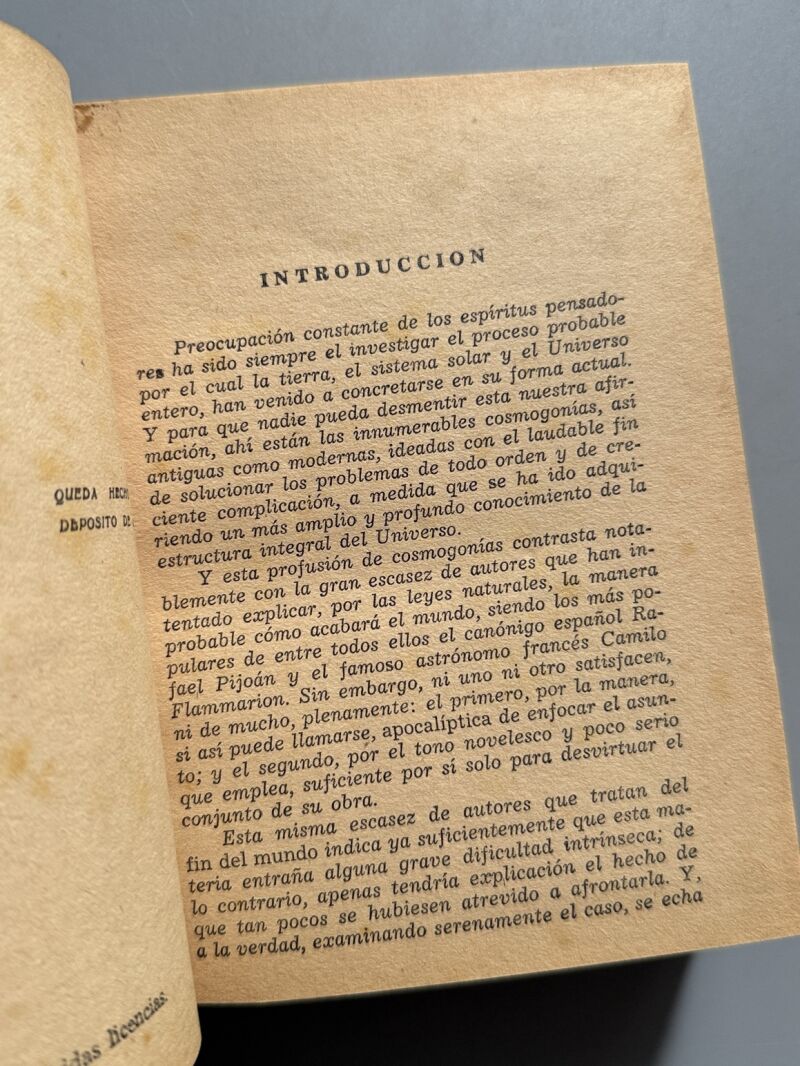 QUEDA HECH
DEPOSITO DE
idas licencias.
INTRODUCCION
Preocupación constante de los espíritus pensado-
res ha sido siempre el investigar el proceso probable
por el cual la tierra, el sistema solar y el Universo
entero, han venido a concretarse en su forma actual.
Y para que nadie pueda desmentir esta nuestra afir-
mación, ahí están las innumerables cosmogonías, así
antiguas como modernas, ideadas con el laudable fin
de solucionar los problemas de todo orden y de cre-
ciente complicación, a medida que se ha ido adqui-
riendo un más amplio y profundo conocimiento de la
estructura integral del Universo.
Y esta profusión de cosmogonías contrasta nota-
blemente con la gran escasez de autores que han in-
tentado explicar, por las leyes naturales, la manera
probable cómo acabará el mundo, siendo los más po-
pulares de entre todos ellos el canónigo español Ra-
fael Pijoán y el famoso astrónomo francés Camilo
Flammarion. Sin embargo, ni uno ni otro satisfacen,
ni de mucho, plenamente: el primero, por la manera,
si así puede llamarse, apocalíptica de enfocar el asun-
to; y el segundo, por el tono novelesco y poco serio
que emplea, suficiente por sí solo para desvirtuar el
conjunto de su obra.
Esta misma escasez de autores que tratan del
fin del mundo indica ya suficientemente que esta ma-
teria entraña alguna grave dificultad intrínseca; de
lo contrario, apenas tendría explicación el hecho de
que tan pocos se hubiesen atrevido a afrontarla. Y,
a la verdad, examinando serenamente el caso, se echa